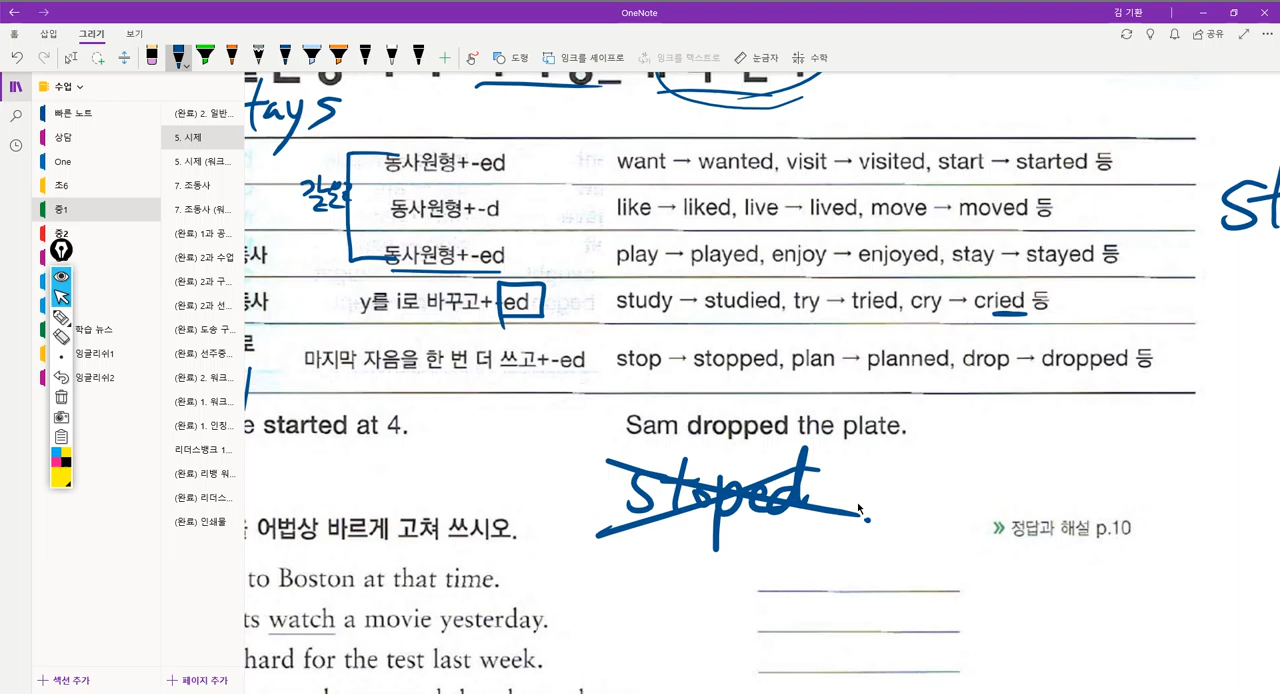 OneNote
김 기환
홈 삽입 그리기 보기
공유
도형 잉크를 셰이프로 잉크를 텍스트로 눈금자 수학
수업
빠른 노트
상담
One
초6
중1
중2
학습 뉴스
잉글리쉬1
잉글리쉬2
섹션 추가
(완료) 2. 일반...
5. 시제
5. 시제 (워크...
7. 조동사
7. 조동사 (워...
(완료) 1과 공...
(완료) 2과 수업
(완료) 2과 구...
(완료) 2과 선...
(완료) 도송 구...
(완료) 선주중...
(완료) 2. 워크...
(완료) 1. 워크...
(완료) 1. 인칭...
리더스뱅크 1...
(완료) 리뱅 워...
(완료) 리더스...
(완료) 인쇄물
페이지 추가
tays
동사원형+-ed want → wanted, visit → visited, start → started 등
동사원형+-d like → liked, live → lived, move → moved 등
st
동사 동사원형+-ed play → played, enjoy → enjoyed, stay → stayed 등
동사 y를 i로 바꾸고+-ed study → studied, try → tried, cry → cried 등
로 마지막 자음을 한 번 더 쓰고+-ed stop → stopped, plan → planned, drop → dropped 등
e started at 4. Sam dropped the plate.
stoped
을 어법상 바르게 고쳐 쓰시오.
» 정답과 해설 p.10
to Boston at that time.
ts watch a movie yesterday.
hard for the test last week.